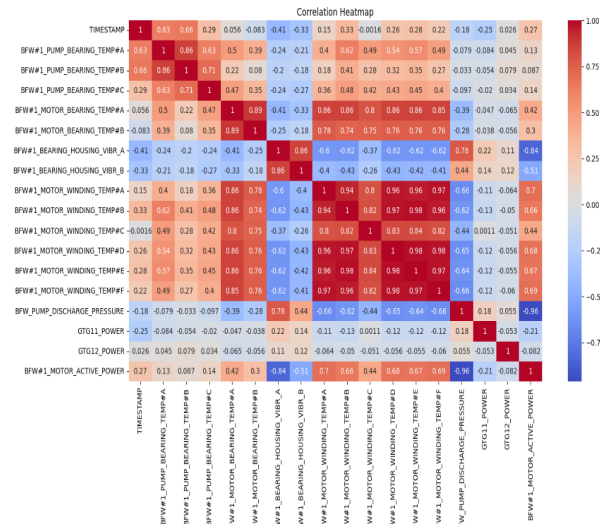 Correlation Heatmap
TIMESTAMP 1 0.63 0.66 0.29 0.056 -0.083 -0.41 -0.33 0.15 0.33 -0.0016 0.26 0.28 0.22 -0.18 -0.25 0.026 0.27
BFW#1_PUMP_BEARING_TEMP#A 0.63 1 0.86 0.63 0.5 0.39 -0.24 -0.21 0.4 0.62 0.49 0.54 0.57 0.49 -0.079 -0.084 0.045 0.13
BFW#1_PUMP_BEARING_TEMP#B 0.66 0.86 1 0.71 0.22 0.08 -0.2 -0.18 0.18 0.41 0.28 0.32 0.35 0.27 -0.033 -0.054 0.079 0.087
BFW#1_PUMP_BEARING_TEMP#C 0.29 0.63 0.71 1 0.47 0.35 -0.24 -0.27 0.36 0.48 0.42 0.43 0.45 0.4 -0.097 -0.02 0.034 0.14
BFW#1_MOTOR_BEARING_TEMP#A 0.056 0.5 0.22 0.47 1 0.89 -0.41 -0.33 0.86 0.86 0.8 0.86 0.86 0.85 -0.39 -0.047 -0.065 0.42
BFW#1_MOTOR_BEARING_TEMP#B -0.083 0.39 0.08 0.35 0.89 1 -0.25 -0.18 0.78 0.74 0.75 0.76 0.76 0.76 -0.28 -0.038 -0.056 0.3
BFW#1_BEARING_HOUSING_VIBR_A -0.41 -0.24 -0.2 -0.24 -0.41 -0.25 1 0.86 -0.6 -0.62 -0.37 -0.62 -0.62 -0.62 0.78 0.22 0.11 -0.84
BFW#1_BEARING_HOUSING_VIBR_B -0.33 -0.21 -0.18 -0.27 -0.33 -0.18 0.86 1 -0.4 -0.43 -0.26 -0.43 -0.42 -0.42 0.44 0.14 0.12 -0.51
BFW#1_MOTOR_WINDING_TEMP#A 0.15 0.4 0.18 0.36 0.86 0.78 -0.6 -0.4 1 0.94 0.8 0.96 0.96 0.97 -0.66 -0.11 -0.064 0.7
BFW#1_MOTOR_WINDING_TEMP#B 0.33 0.62 0.41 0.48 0.86 0.74 -0.62 -0.43 0.94 1 0.82 0.97 0.98 0.96 -0.62 -0.13 -0.05 0.66
BFW#1_MOTOR_WINDING_TEMP#C -0.0016 0.49 0.28 0.42 0.8 0.75 -0.37 -0.26 0.8 0.82 1 0.83 0.84 0.82 -0.44 0.0011 -0.051 0.44
BFW#1_MOTOR_WINDING_TEMP#D 0.26 0.54 0.32 0.43 0.86 0.76 -0.62 -0.43 0.96 0.97 0.83 1 0.98 0.98 -0.65 -0.12 -0.056 0.68
BFW#1_MOTOR_WINDING_TEMP#E 0.28 0.57 0.35 0.45 0.86 0.76 -0.62 -0.42 0.96 0.98 0.84 0.98 1 0.97 -0.64 -0.12 -0.055 0.67
BFW#1_MOTOR_WINDING_TEMP#F 0.22 0.49 0.27 0.4 0.85 0.76 -0.62 -0.42 0.97 0.96 0.82 0.98 0.97 1 -0.66 -0.12 -0.06 0.69
BFW_PUMP_DISCHARGE_PRESSURE -0.18 -0.079 -0.033 -0.097 -0.39 -0.28 0.78 0.44 -0.66 -0.62 -0.44 -0.65 -0.64 -0.66 1 0.18 0.055 -0.96
GTG11_POWER -0.25 -0.084 -0.054 -0.02 -0.047 -0.038 0.22 0.14 -0.11 -0.13 0.0011 -0.12 -0.12 -0.12 0.18 1 -0.053 -0.21
GTG12_POWER 0.026 0.045 0.079 0.034 -0.065 -0.056 0.11 0.12 -0.064 -0.05 -0.051 -0.056 -0.055 -0.06 0.055 -0.053 1 -0.082
BFW#1_MOTOR_ACTIVE_POWER 0.27 0.13 0.087 0.14 0.42 0.3 -0.84 -0.51 0.7 0.66 0.44 0.68 0.67 0.69 -0.96 -0.21 -0.082 1
TIMESTAMP
BFW#1_PUMP_BEARING_TEMP#A
BFW#1_PUMP_BEARING_TEMP#B
BFW#1_PUMP_BEARING_TEMP#C
W#1_MOTOR_BEARING_TEMP#A
W#1_MOTOR_BEARING_TEMP#B
W#1_BEARING_HOUSING_VIBR_A
W#1_BEARING_HOUSING_VIBR_B
W#1_MOTOR_WINDING_TEMP#A
W#1_MOTOR_WINDING_TEMP#B
W#1_MOTOR_WINDING_TEMP#C
W#1_MOTOR_WINDING_TEMP#D
W#1_MOTOR_WINDING_TEMP#E
W#1_MOTOR_WINDING_TEMP#F
W_PUMP_DISCHARGE_PRESSURE
GTG11_POWER
GTG12_POWER
BFW#1_MOTOR_ACTIVE_POWER
1.00
0.75
0.50
0.25
0.00
-0.25
-0.50
-0.75